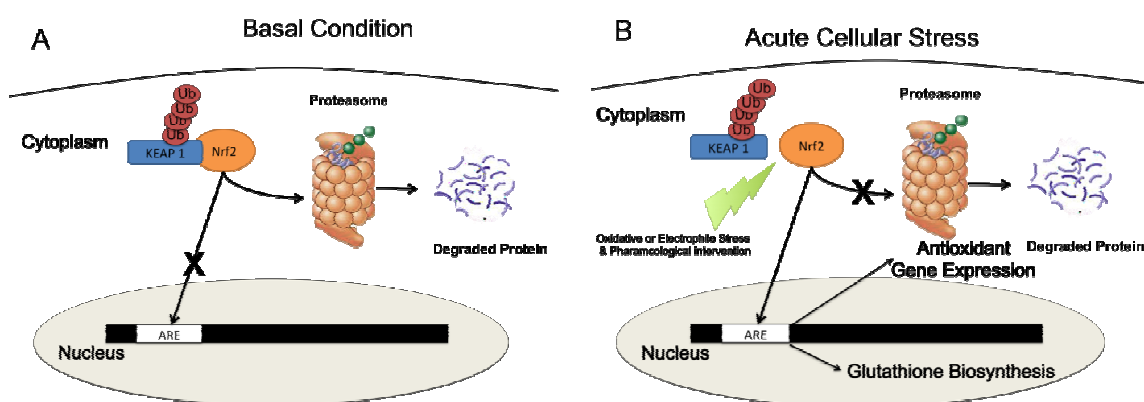 A
Basal Condition
Ub
Ub
Ub
Ub
Proteasome
Cytoplasm
KEAP 1
Nrf2
X
Degraded Protein
ARE
Nucleus
B
Acute Cellular Stress
Ub
Ub
Ub
Ub
Proteasome
Cytoplasm
KEAP 1
Nrf2
X
Oxidative or Electrophile Stress
& Pharamcological Intervention
Degraded Protein
Antioxidant
Gene Expression
ARE
Nucleus
Glutathione Biosynthesis